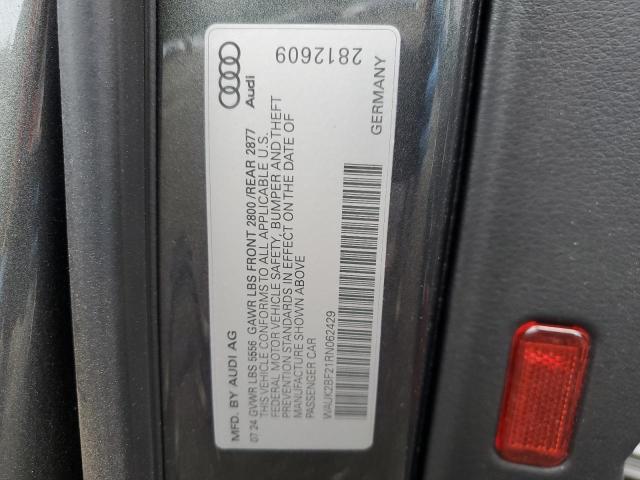 Audi
2812609
MFD. BY AUDI AG
07 24 GVWR LBS 5556 GAWR LBS FRONT 2800 /REAR 2877
THIS VEHICLE CONFORMS TO ALL APPLICABLE U.S.
FEDERAL MOTOR VEHICLE SAFETY, BUMPER AND THEFT
PREVENTION STANDARDS IN EFFECT ON THE DATE OF
MANUFACTURE SHOWN ABOVE
PASSENGER CAR
WAUK2BF21RN062429
GERMANY